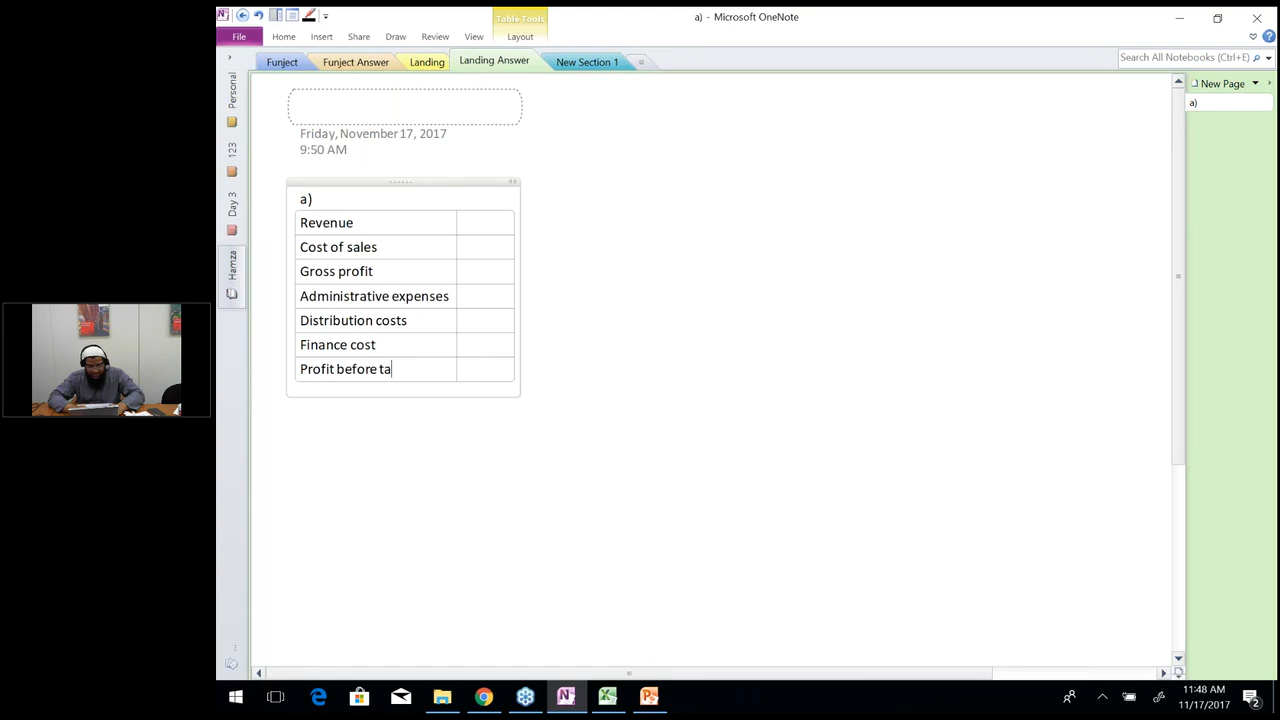 a) - Microsoft OneNote
Table Tools
File Home Insert Share Draw Review View Layout
Funject Funject Answer Landing Landing Answer New Section 1
Search All Notebooks (Ctrl+E)
New Page
a)
Personal
123
Day 3
Hamza
Friday, November 17, 2017
9:50 AM
a)
Revenue
Cost of sales
Gross profit
Administrative expenses
Distribution costs
Finance cost
Profit before ta
11:48 AM
11/17/2017
2